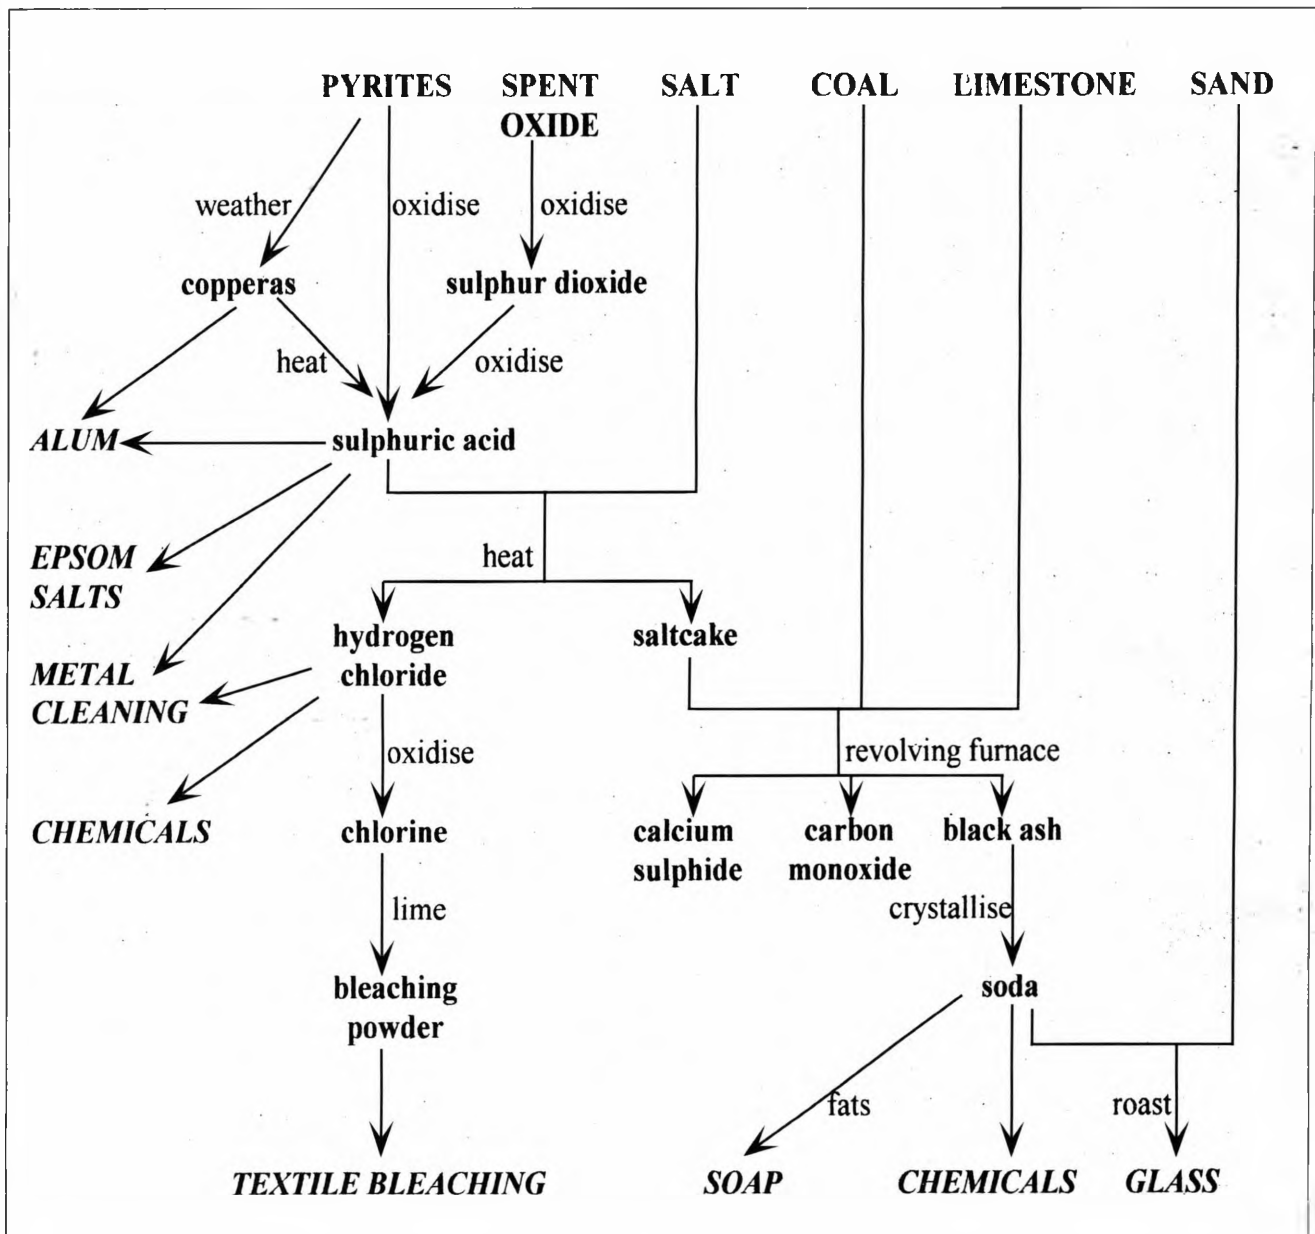 PYRITES SPENT SALT COAL LIMESTONE SAND
OXIDE
weather oxidise oxidise
copperas sulphur dioxide
heat oxidise
ALUM sulphuric acid
EPSOM heat
SALTS
hydrogen saltcake
METAL chloride
CLEANING
oxidise revolving furnace
CHEMICALS chlorine calcium carbon black ash
sulphide monoxide
lime crystallise
bleaching soda
powder
fats roast
TEXTILE BLEACHING SOAP CHEMICALS GLASS